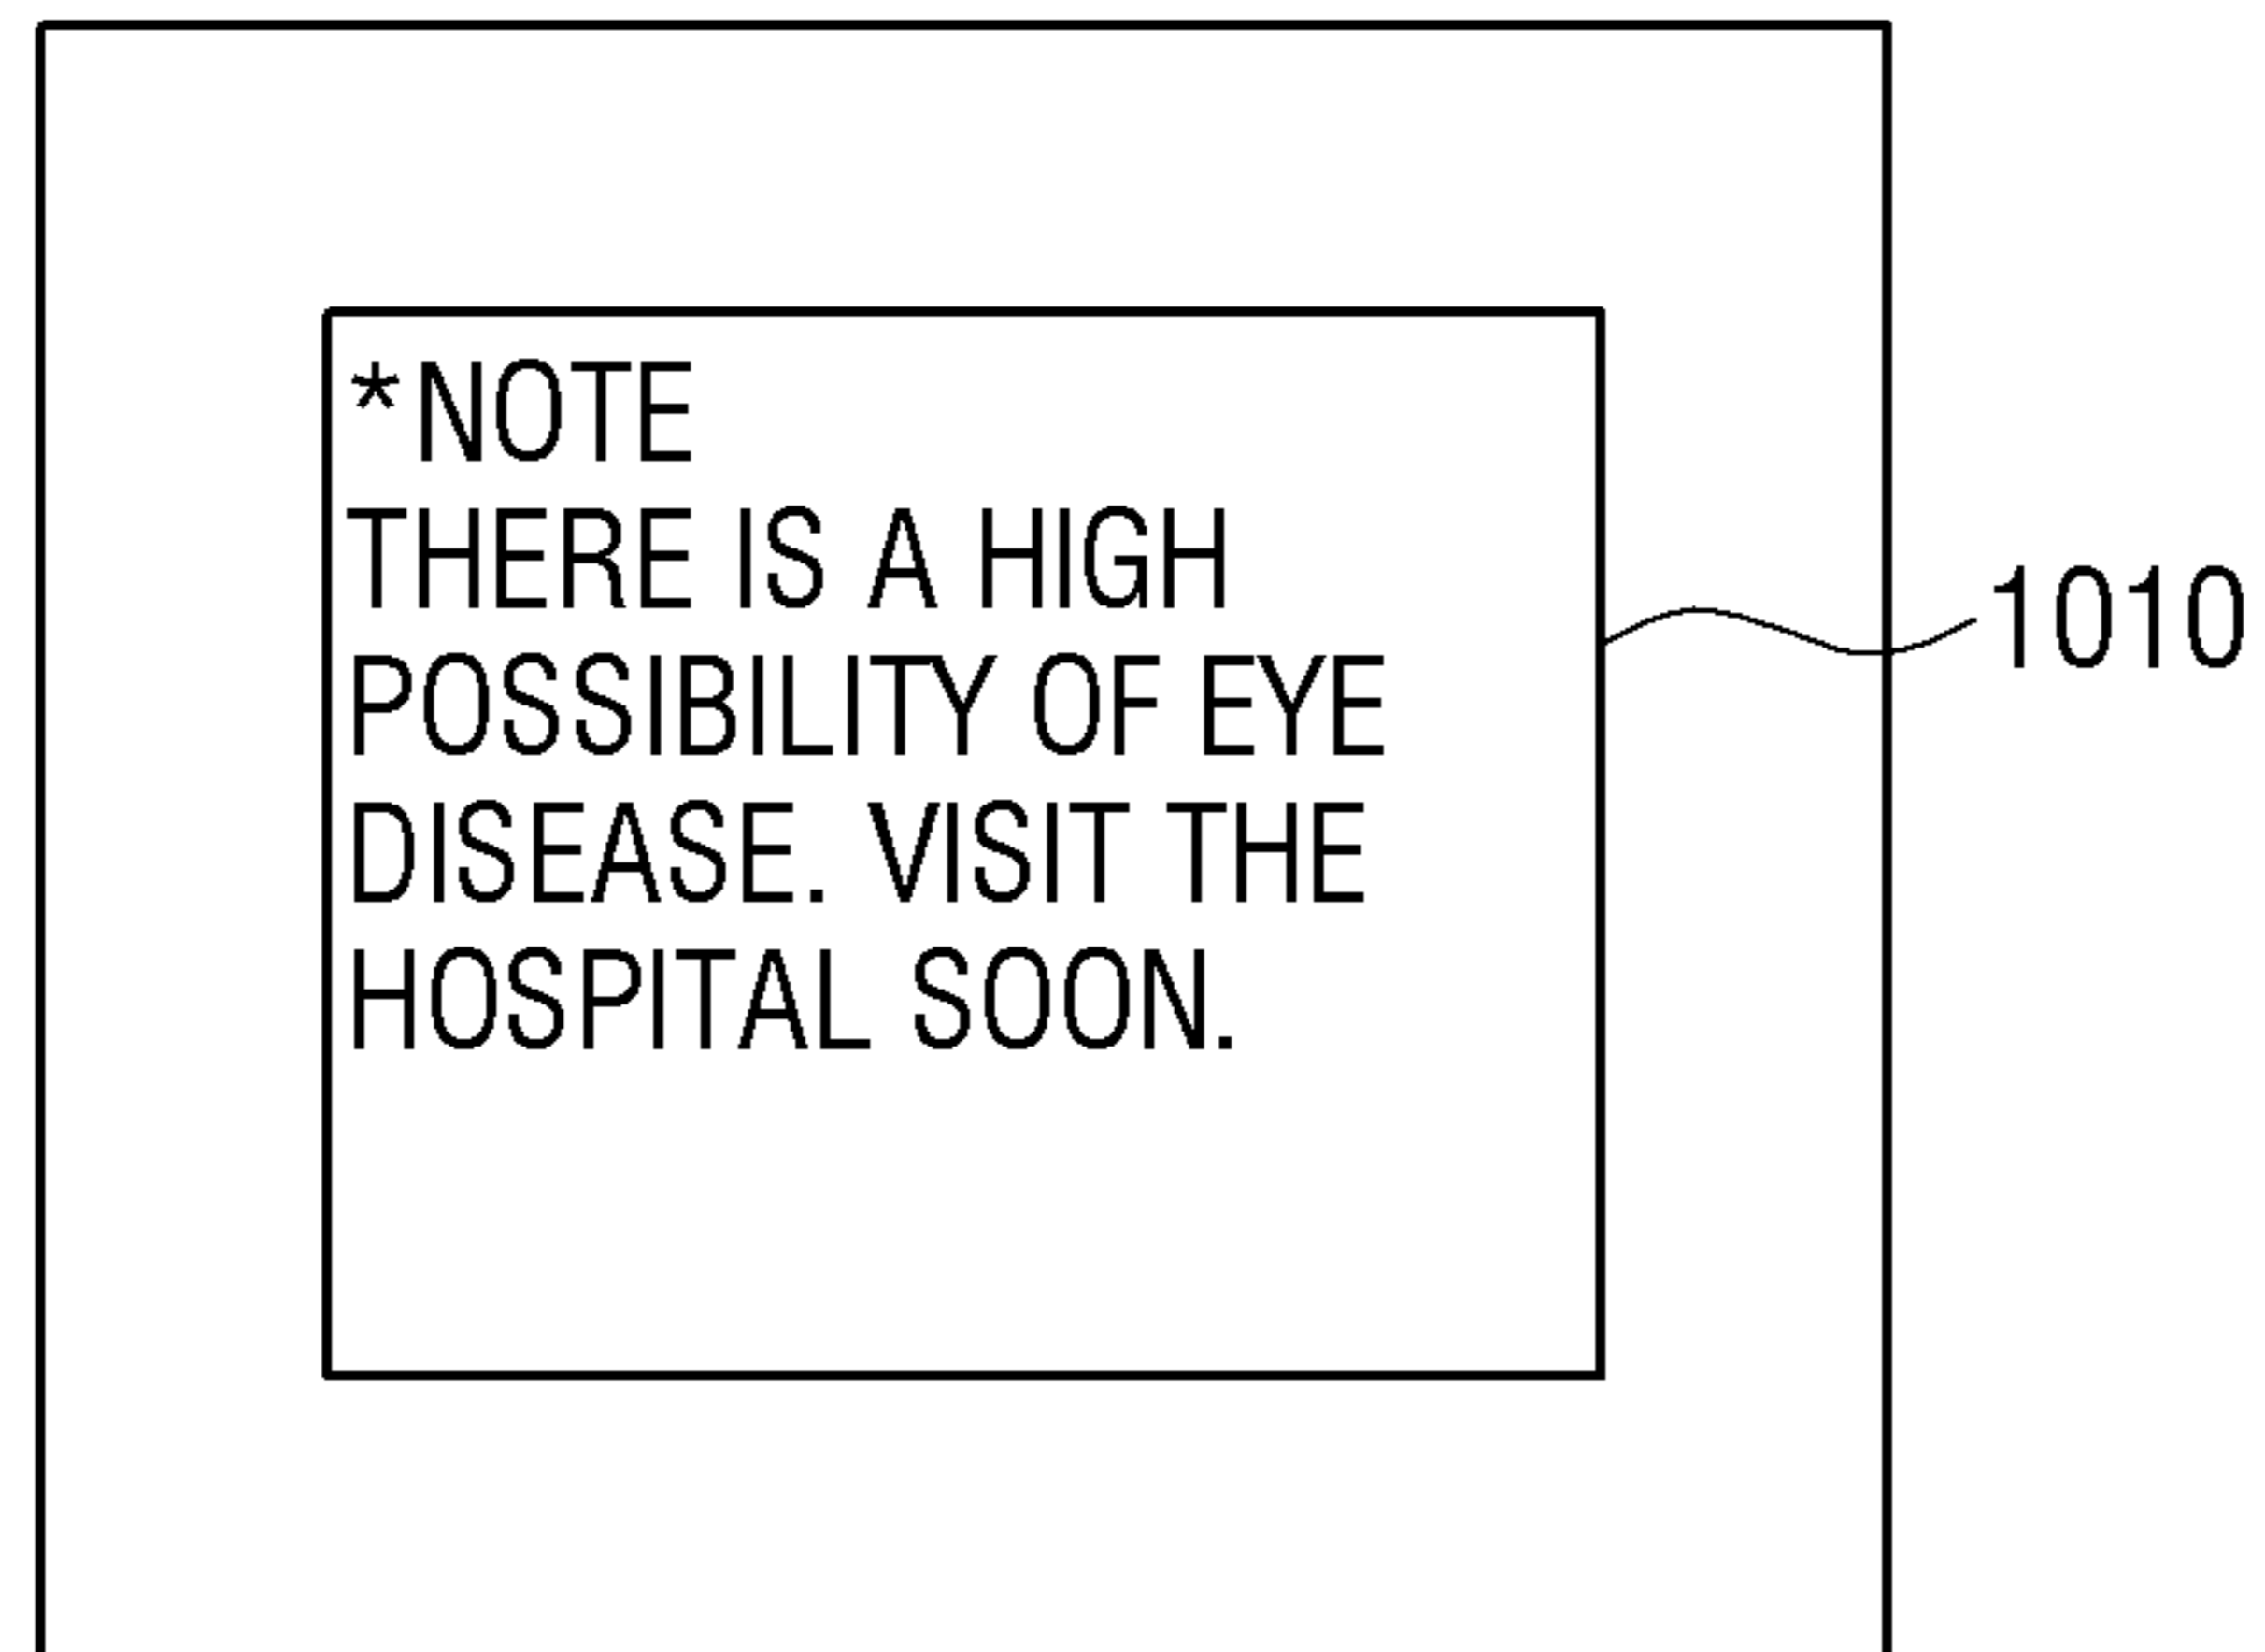 *NOTE
THERE IS A HIGH
POSSIBILITY OF EYE
DISEASE. VISIT THE
HOSPITAL SOON.
1010